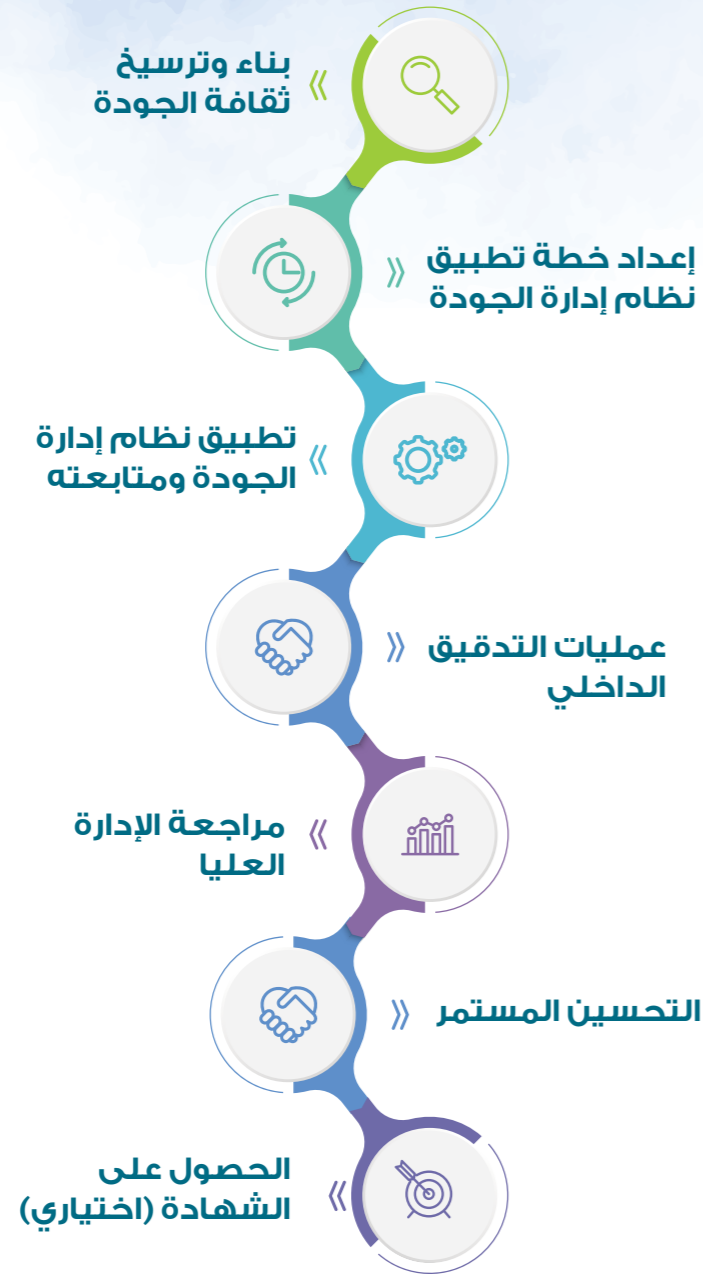 بناء وترسيخ
ثقافة الجودة
إعداد خطة تطبيق
نظام إدارة الجودة
تطبيق نظام إدارة
الجودة ومتابعته
عمليات التدقيق
الداخلي
مراجعة الإدارة
العليا
التحسين المستمر
الحصول على
الشهادة (اختياري)